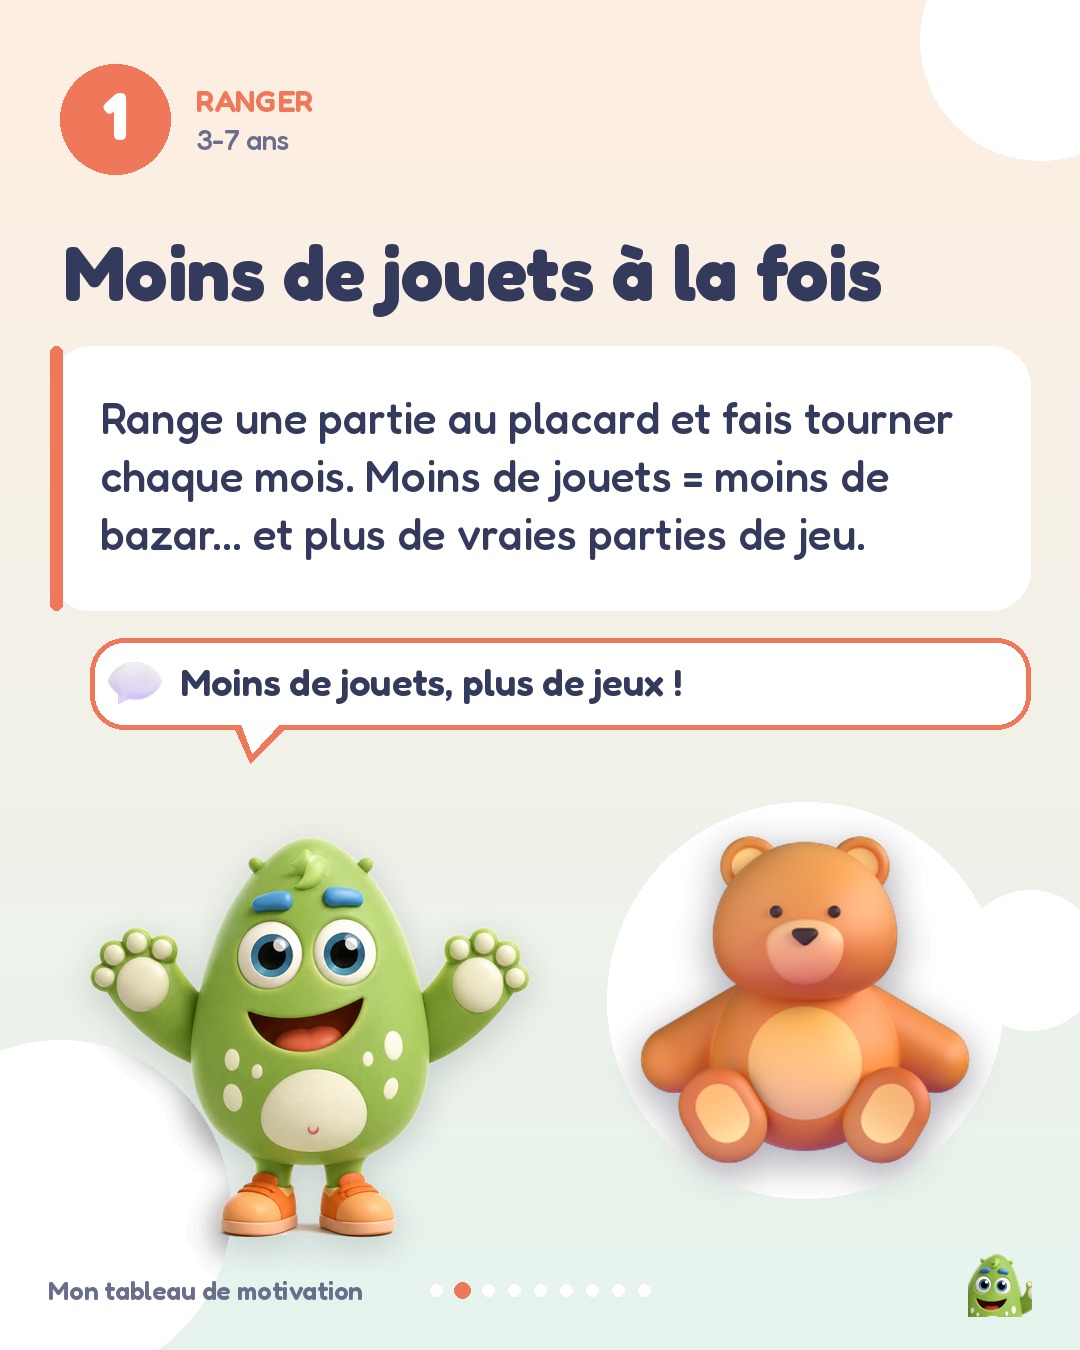 1
RANGER
3-7 ans
Moins de jouets à la fois
Range une partie au placard et fais tourner
chaque mois. Moins de jouets = moins de
bazar... et plus de vraies parties de jeu.
Moins de jouets, plus de jeux !
Mon tableau de motivation